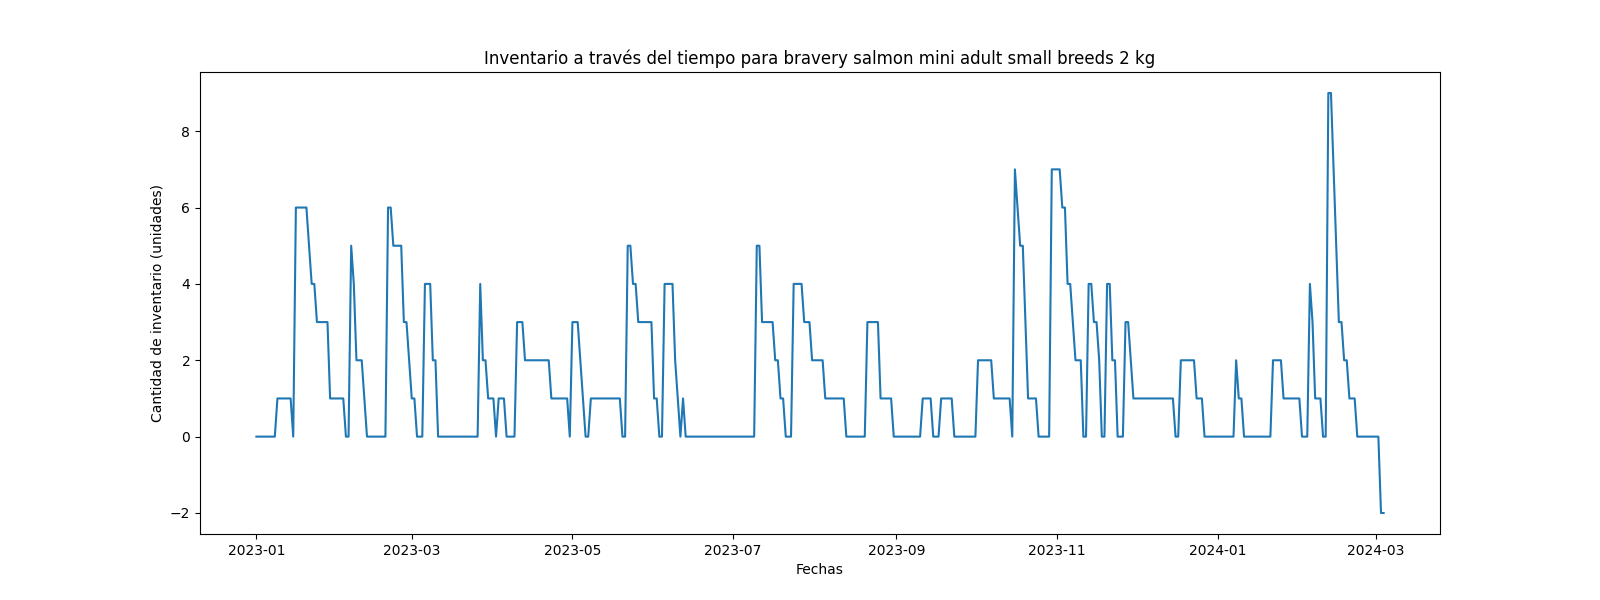 Inventario a través del tiempo para bravery salmon mini adult small breeds 2 kg
Cantidad de inventario (unidades)
8
6
4
2
0
−2
2023-01 2023-03 2023-05 2023-07 2023-09 2023-11 2024-01 2024-03
Fechas